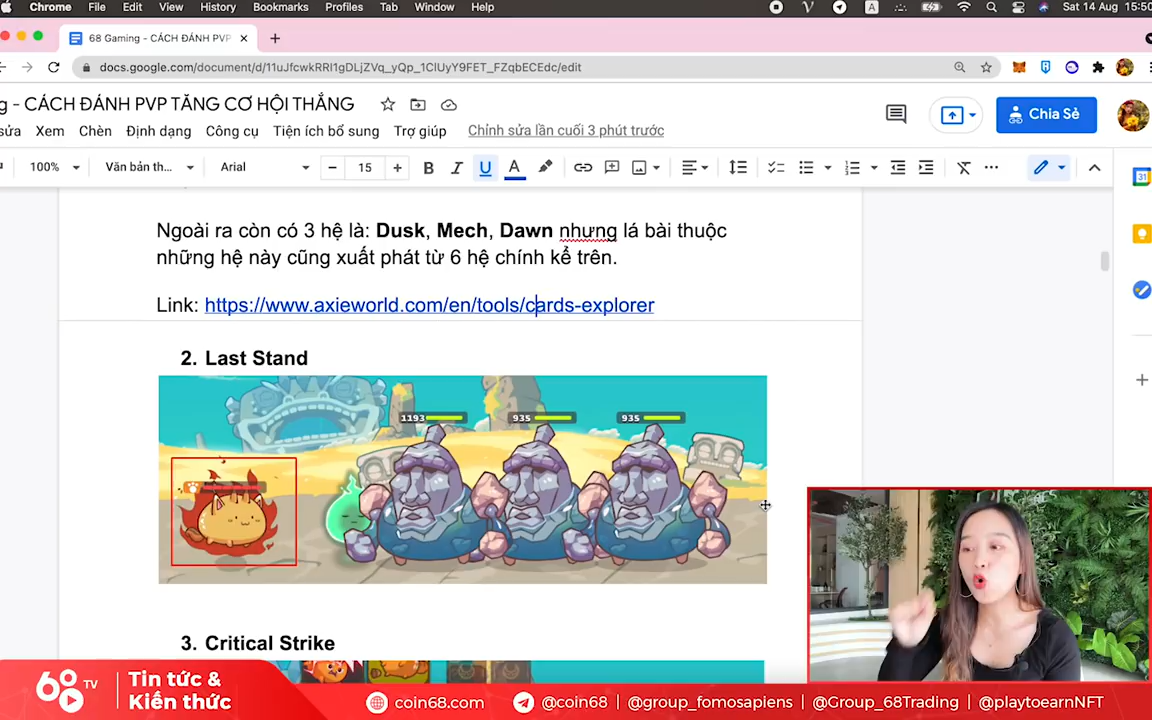 Chrome File Edit View History Bookmarks Profiles Tab Window Help
Sat 14 Aug 15:50
68 Gaming - CÁCH ĐÁNH PVP
docs.google.com/document/d/11uJfcwkRRl1gDLjZVq_yQp_1ClUyY9FET_FZqbECEdc/edit
g - CÁCH ĐÁNH PVP TĂNG CƠ HỘI THẮNG
Chia Sẻ
sửa Xem Chèn Định dạng Công cụ Tiện ích bổ sung Trợ giúp Chỉnh sửa lần cuối 3 phút trước
100% Văn bản th... Arial 15 B I U A
31
Ngoài ra còn có 3 hệ là: Dusk, Mech, Dawn nhưng lá bài thuộc
những hệ này cũng xuất phát từ 6 hệ chính kể trên.
Link: https://www.axieworld.com/en/tools/cards-explorer
2. Last Stand
1193 935 935
3. Critical Strike
68 TV
Tin tức &
Kiến thức
coin68.com @coin68 | @group_fomosapiens | @Group_68Trading | @playtoearnNFT